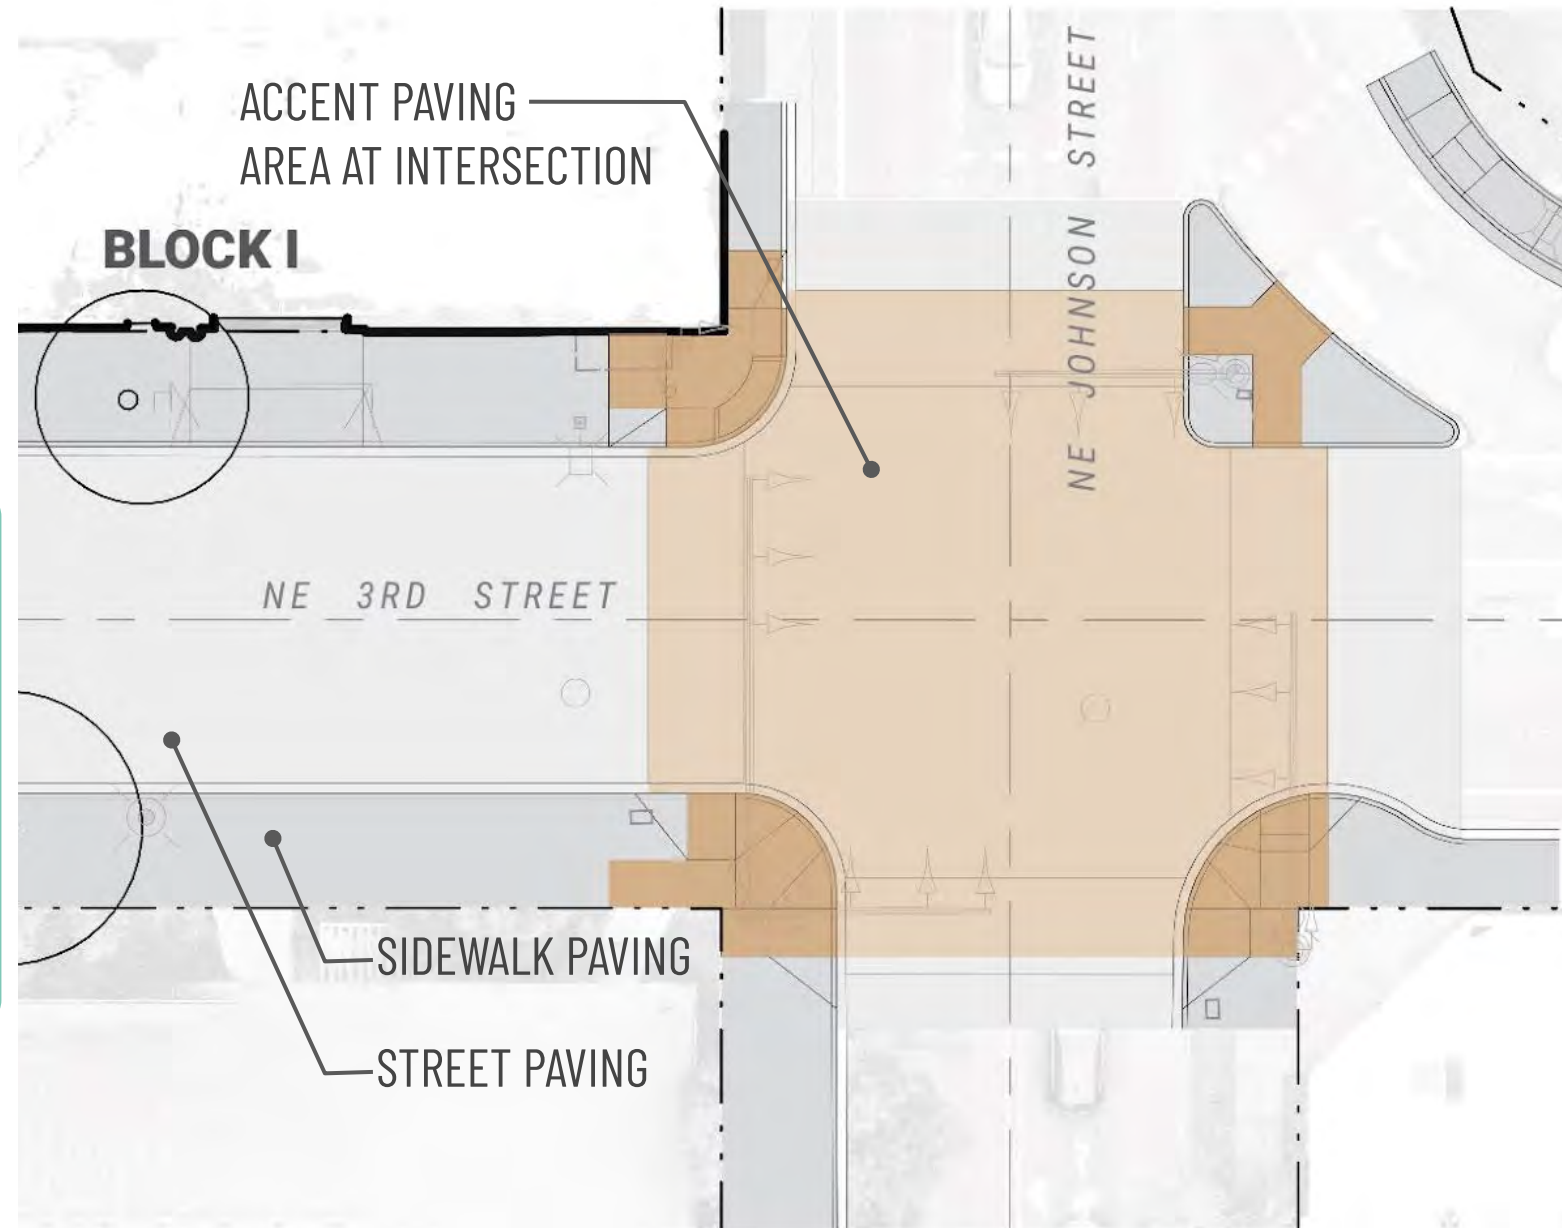 ACCENT PAVING
AREA AT INTERSECTION
BLOCK I
NE JOHNSON STREET
NE 3RD STREET
SIDEWALK PAVING
STREET PAVING